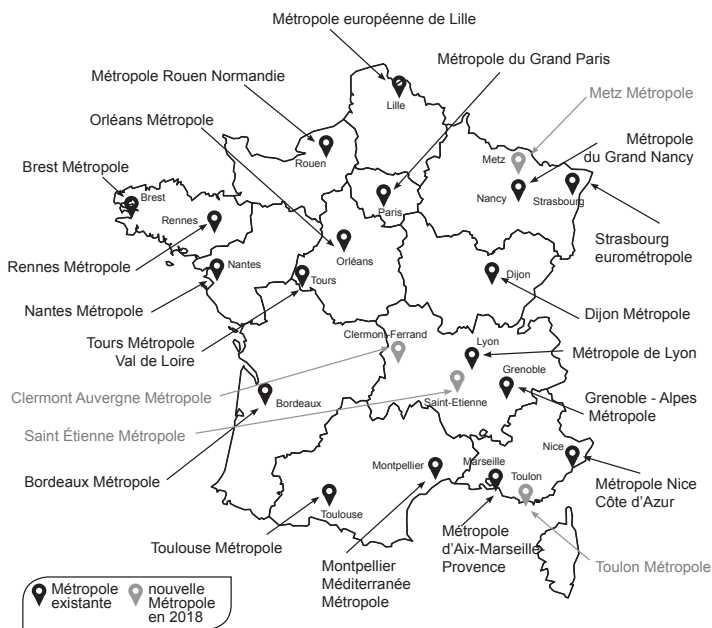 Métropole européenne de Lille
Métropole Rouen Normandie
Métropole du Grand Paris
Metz Métropole
Orléans Métropole
Métropole
du Grand Nancy
Brest Métropole
Lille
Rouen
Metz
Brest
Rennes
Paris
Nancy
Strasbourg
Strasbourg
eurométropole
Rennes Métropole
Nantes
Orléans
Tours
Dijon
Nantes Métropole
Dijon Métropole
Tours Métropole
Val de Loire
Clermont-Ferrand
Lyon
Métropole de Lyon
Grenoble
Clermont Auvergne Métropole
Bordeaux
Saint-Etienne
Grenoble - Alpes
Métropole
Saint Étienne Métropole
Bordeaux Métropole
Montpellier
Marseille
Toulon
Nice
Métropole Nice
Côte d’Azur
Toulouse
Toulouse Métropole
Montpellier
Méditerranée
Métropole
Métropole
d’Aix-Marseille
Provence
Toulon Métropole
Métropole
existante
nouvelle
Métropole
en 2018